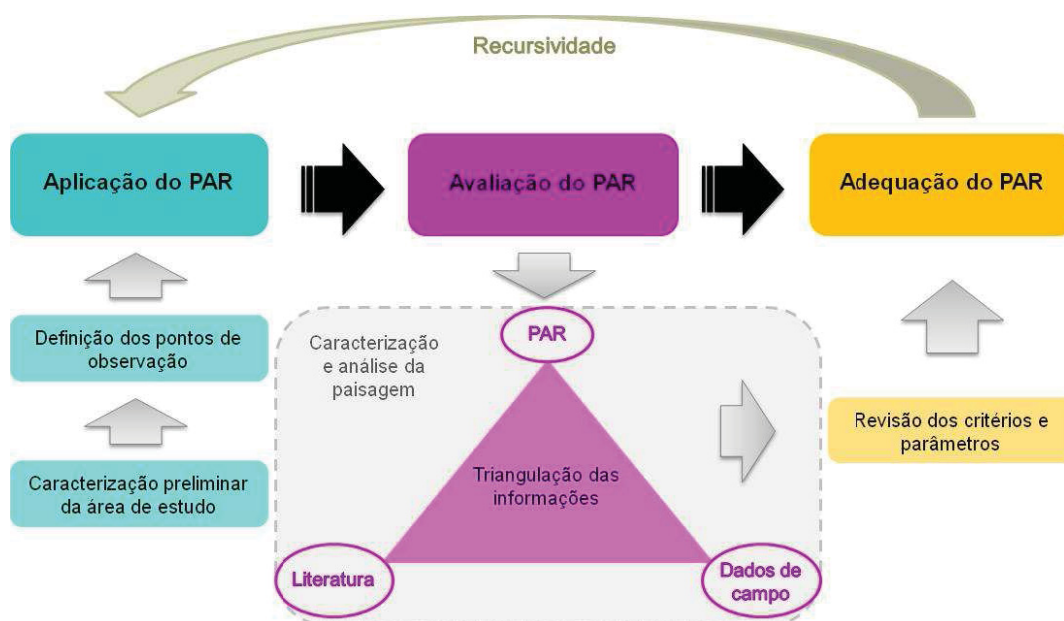 Recursividade
Aplicação do PAR
Avaliação do PAR
Adequação do PAR
Definição dos pontos de
observação
Caracterização preliminar
da área de estudo
Caracterização
e análise da
paisagem
PAR
Triangulação das
informações
Literatura
Dados de
campo
Revisão dos critérios e
parâmetros